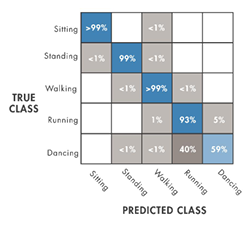 Sitting >99% <1%
Standing <1% 99% <1%
Walking <1% >99% <1%
TRUE CLASS
Running 1% 93% 5%
Dancing <1% <1% 40% 59%
Sitting Standing Walking Running Dancing
PREDICTED CLASS